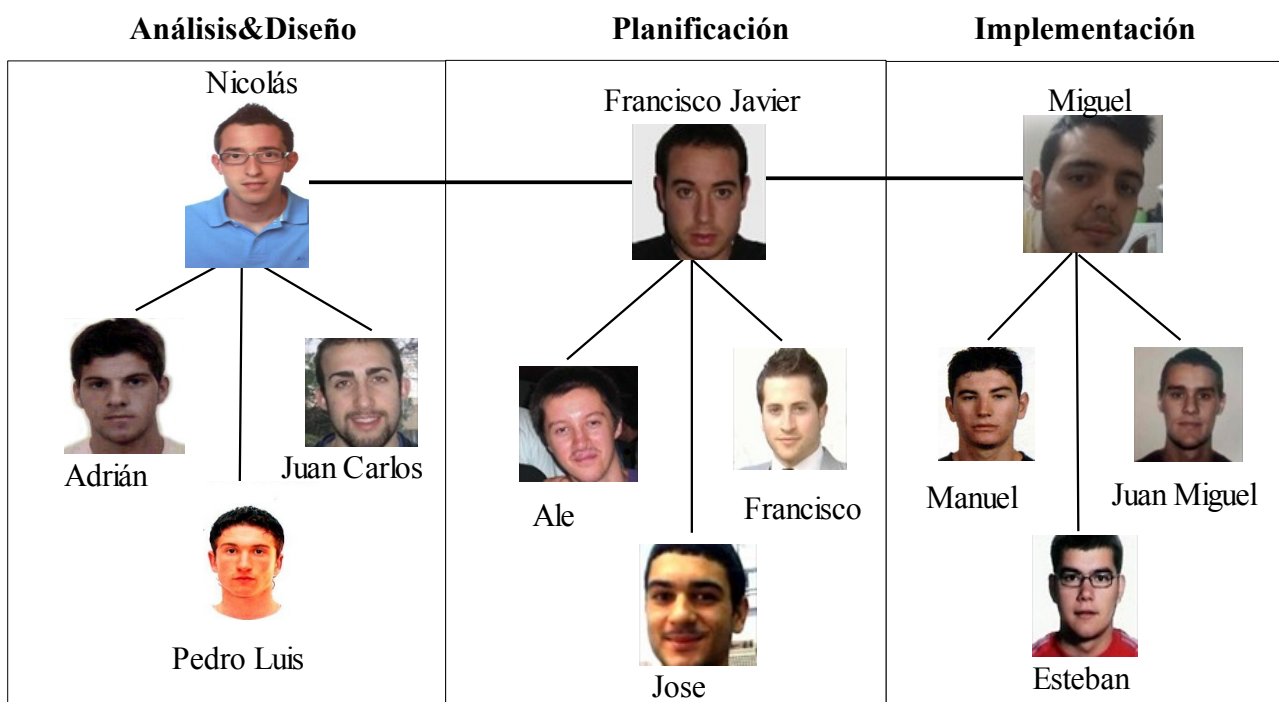 Análisis&Diseño
Planificación
Implementación
Nicolás
Francisco Javier
Miguel
Adrián
Juan Carlos
Pedro Luis
Ale
Francisco
Jose
Manuel
Juan Miguel
Esteban